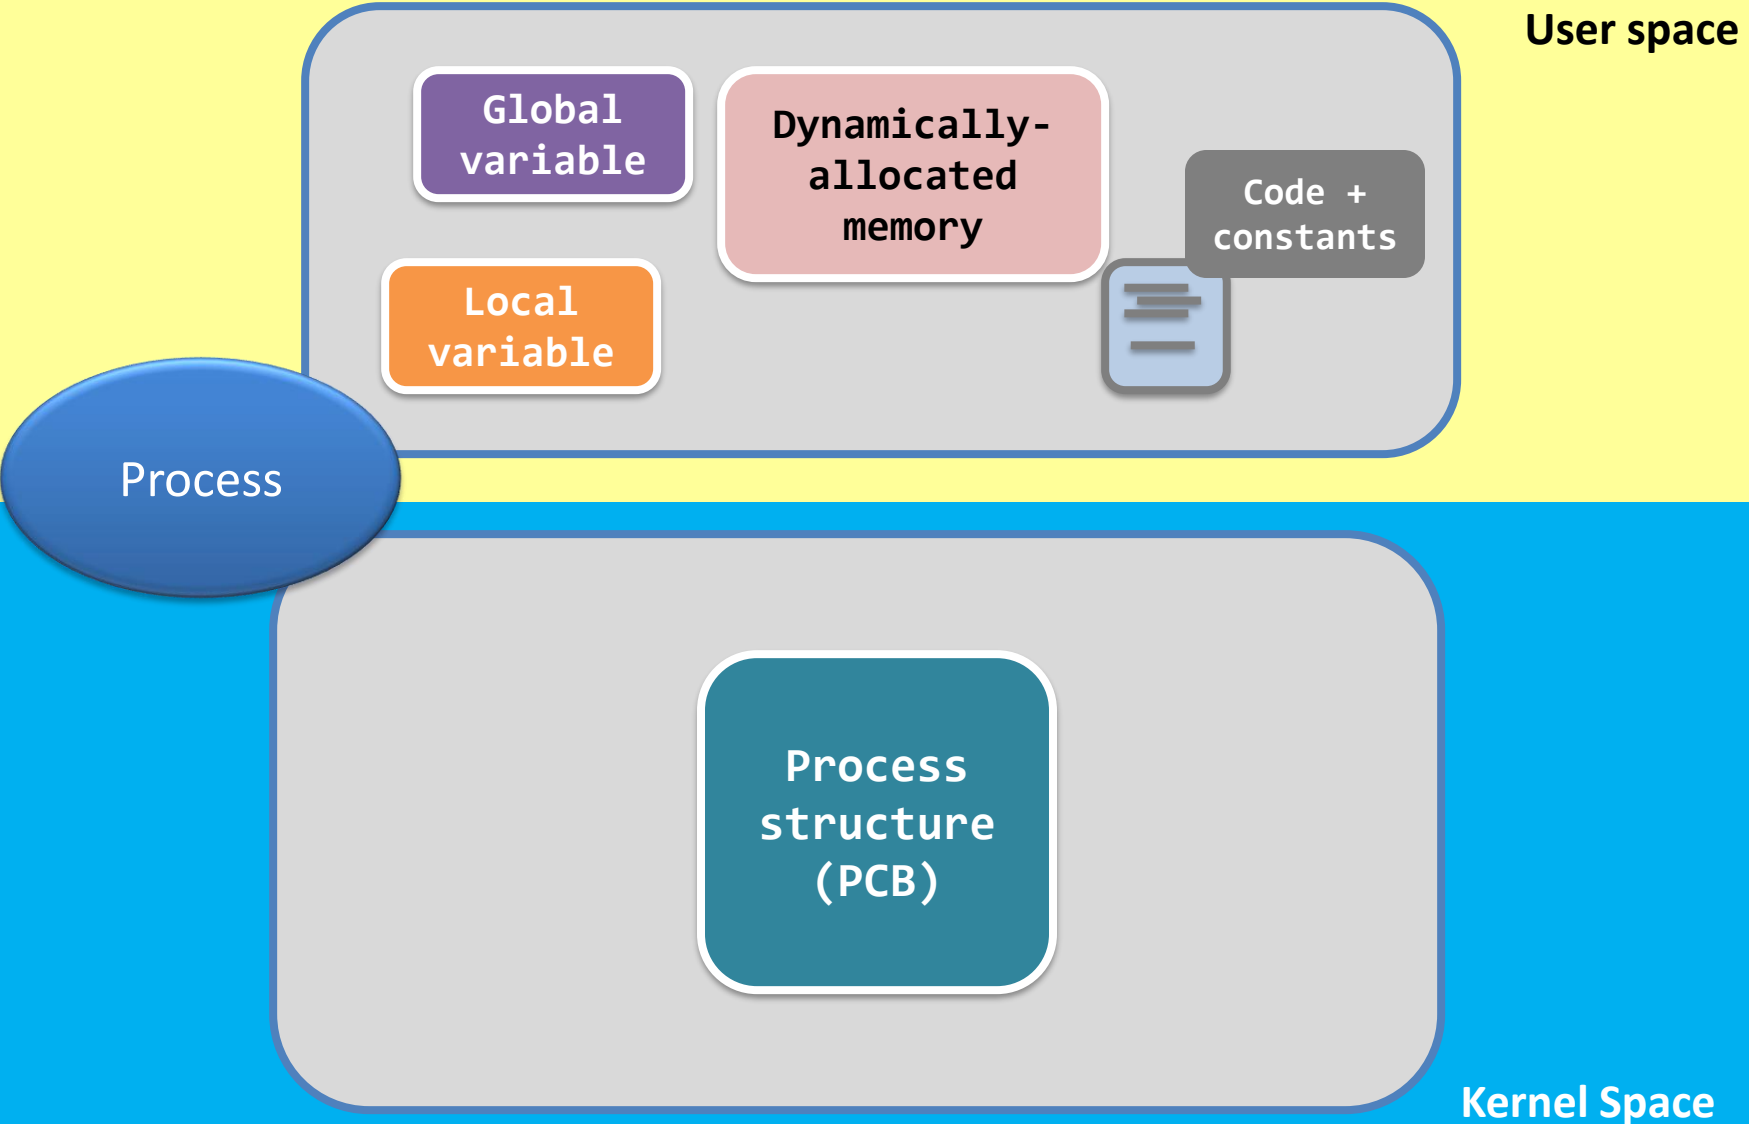 User space
Global
variable
Dynamically-
allocated
memory
Code +
constants
Local
variable
Process
Process
structure
(PCB)
Kernel Space